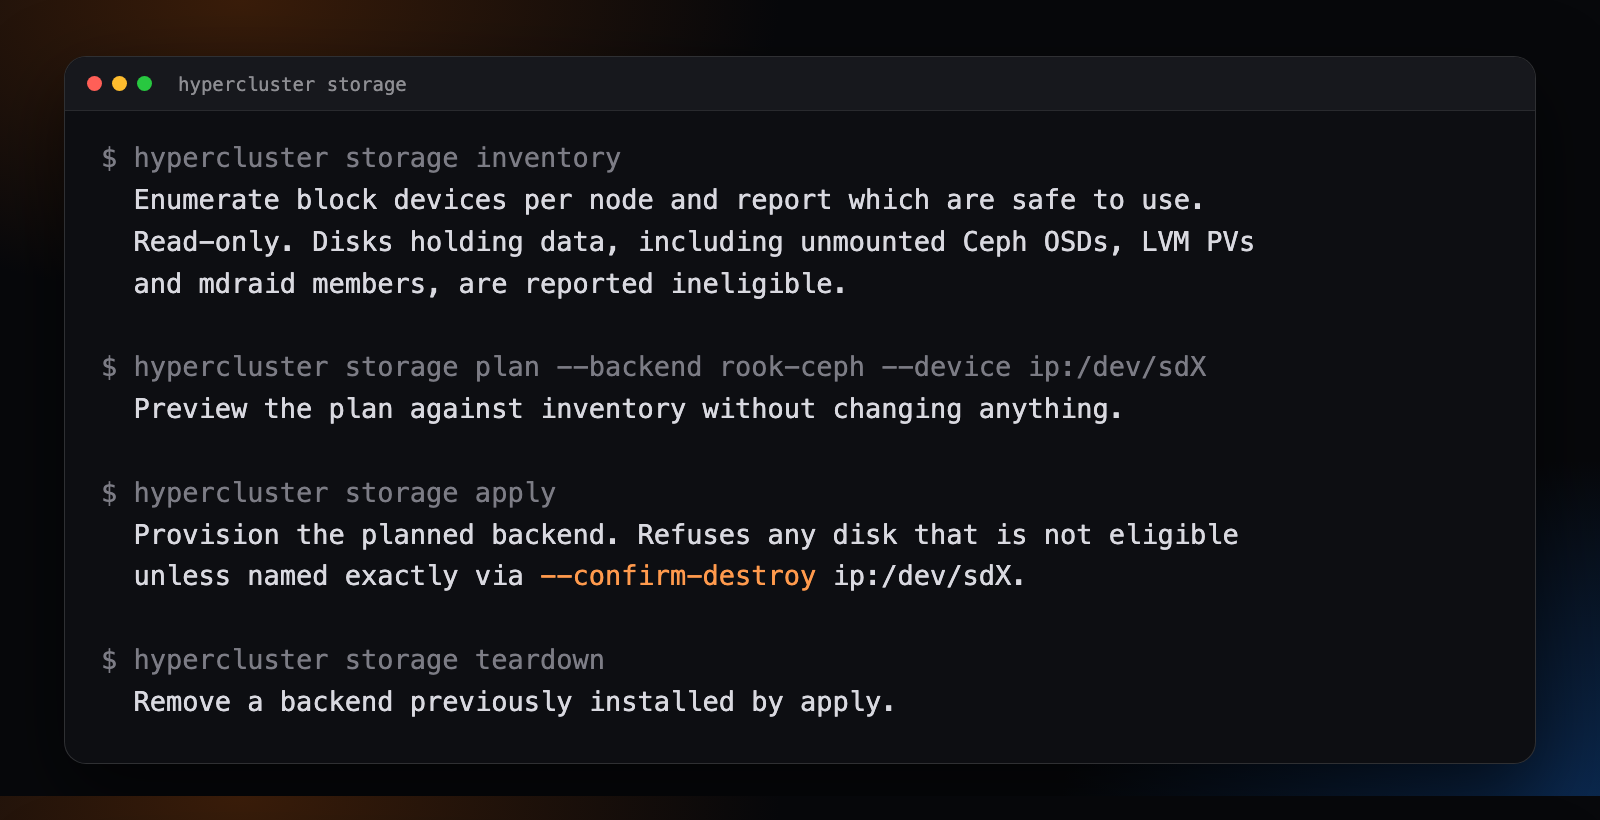 hypercluster storage
$ hypercluster storage inventory
Enumerate block devices per node and report which are safe to use.
Read-only. Disks holding data, including unmounted Ceph OSDs, LVM PVs
and mdraid members, are reported ineligible.
$ hypercluster storage plan --backend rook-ceph --device ip:/dev/sdX
Preview the plan against inventory without changing anything.
$ hypercluster storage apply
Provision the planned backend. Refuses any disk that is not eligible
unless named exactly via --confirm-destroy ip:/dev/sdX.
$ hypercluster storage teardown
Remove a backend previously installed by apply.